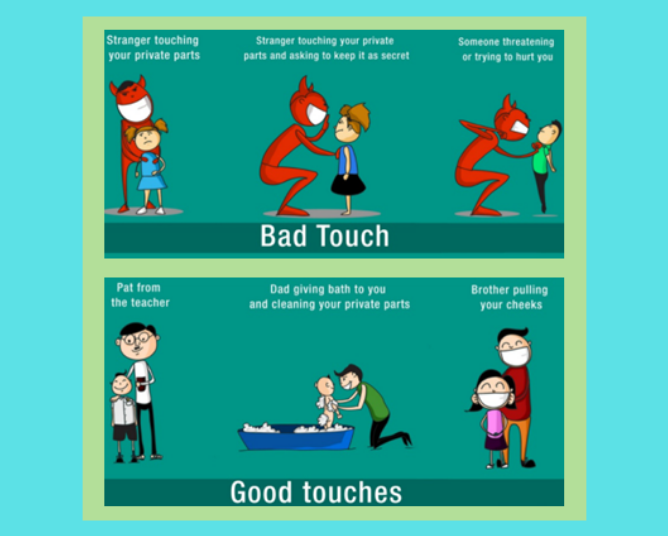 Stranger touching
your private parts
Stranger touching your private
parts and asking to keep it as secret
Someone threatening
or trying to hurt you
Bad Touch
Pat from
the teacher
Dad giving bath to you
and cleaning your private parts
Brother pulling
your cheeks
Good touches